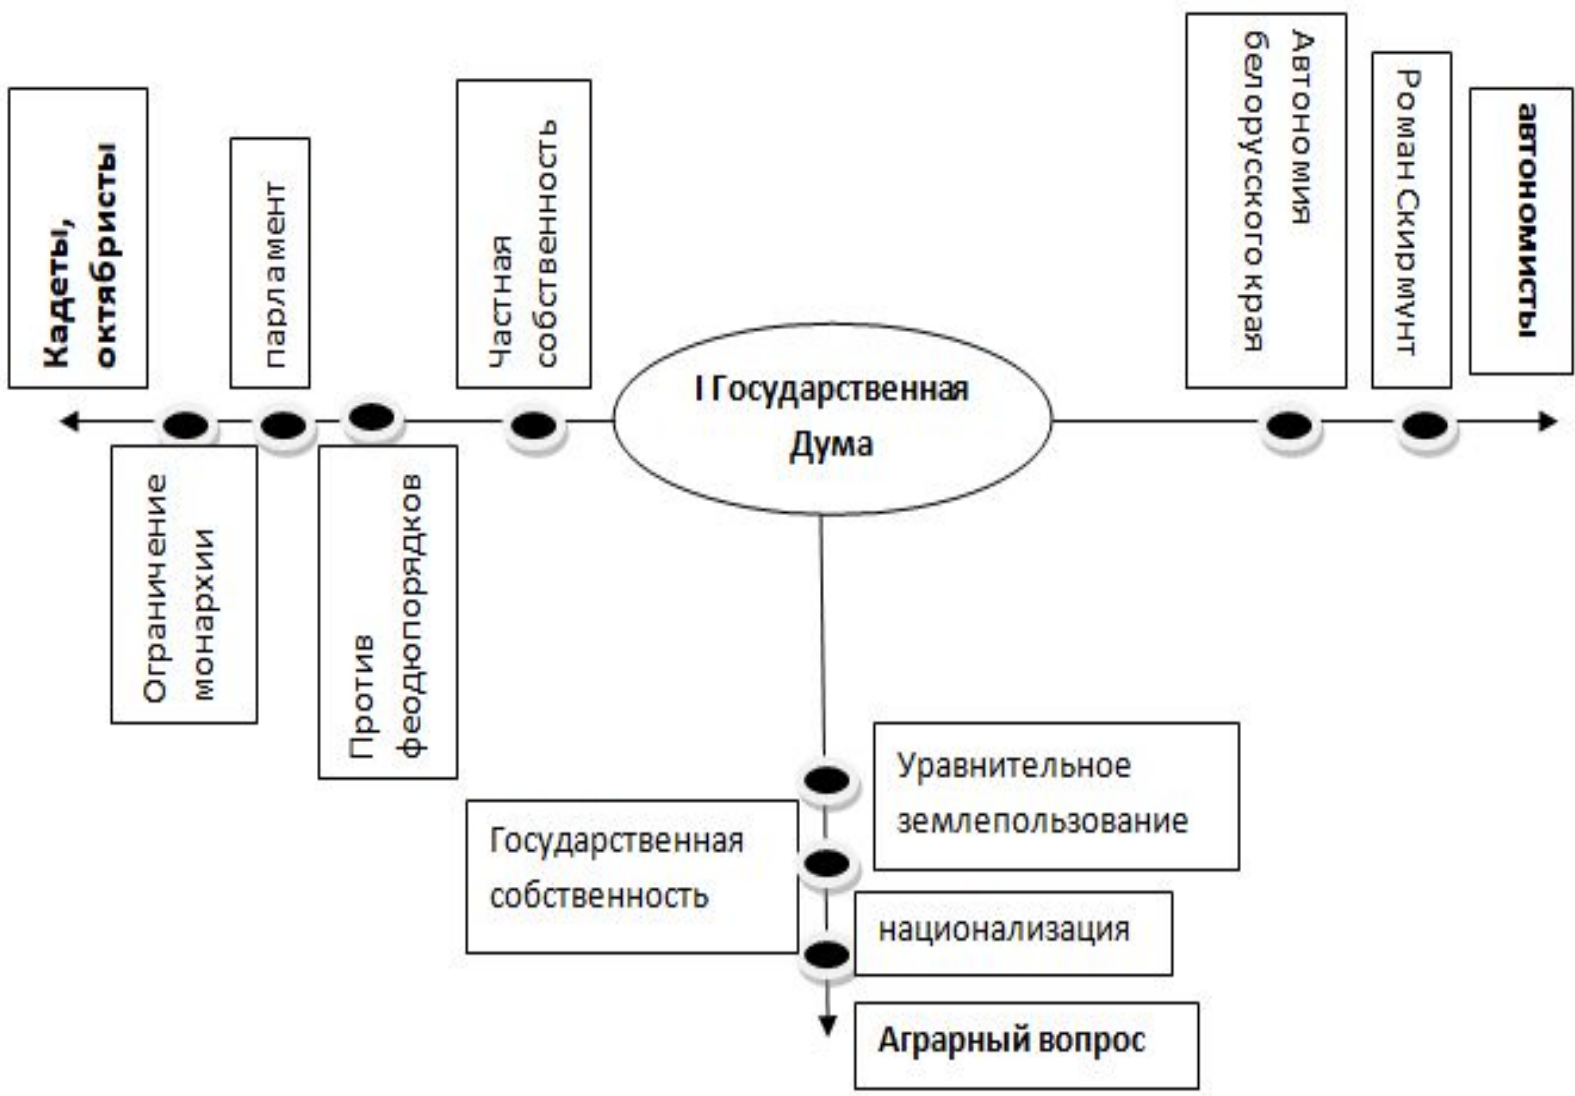 Кадеты,
октябристы
Ограничение
монархии
парламент
Против
феодюпорядков
Частная
собственность
I Государственная
Дума
Автономия
белорусского края
Роман Скирмунт
автономисты
Уравнительное
землепользование
Государственная
собственность
национализация
Аграрный вопрос